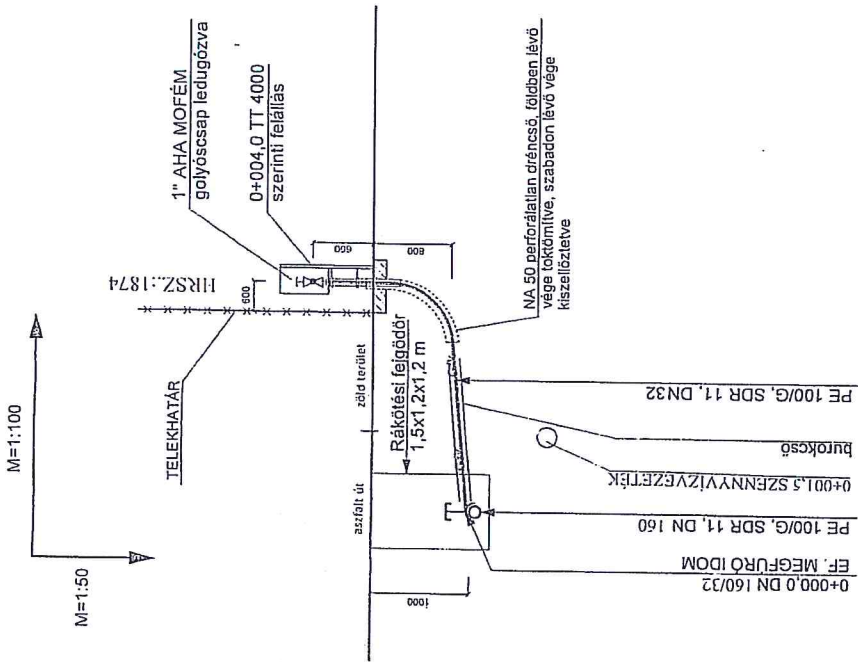 M=1:100
M=1:50
TELEKHATÁR
HRSZ.:1874
600
1" AHA MOFÉM
golyóscsap ledugózva
0+004,0 TT 4000
szerinti felállás
600
800
zöld terület
aszfalt út
Rákötési fejgödör
1,5x1,2x1,2 m
1000
NA 50 perforálatlan dréncső, földben lévő
vége toktömítve, szabadon lévő vége
kiszellőztetve
PE 100/G, SDR 11, DN32
burokcső
0+001,5 SZENNYVÍZVEZETÉK
PE 100/G, SDR 11, DN 160
EF. MEGFÚRÓ IDOM
0+000,0 DN 160/32